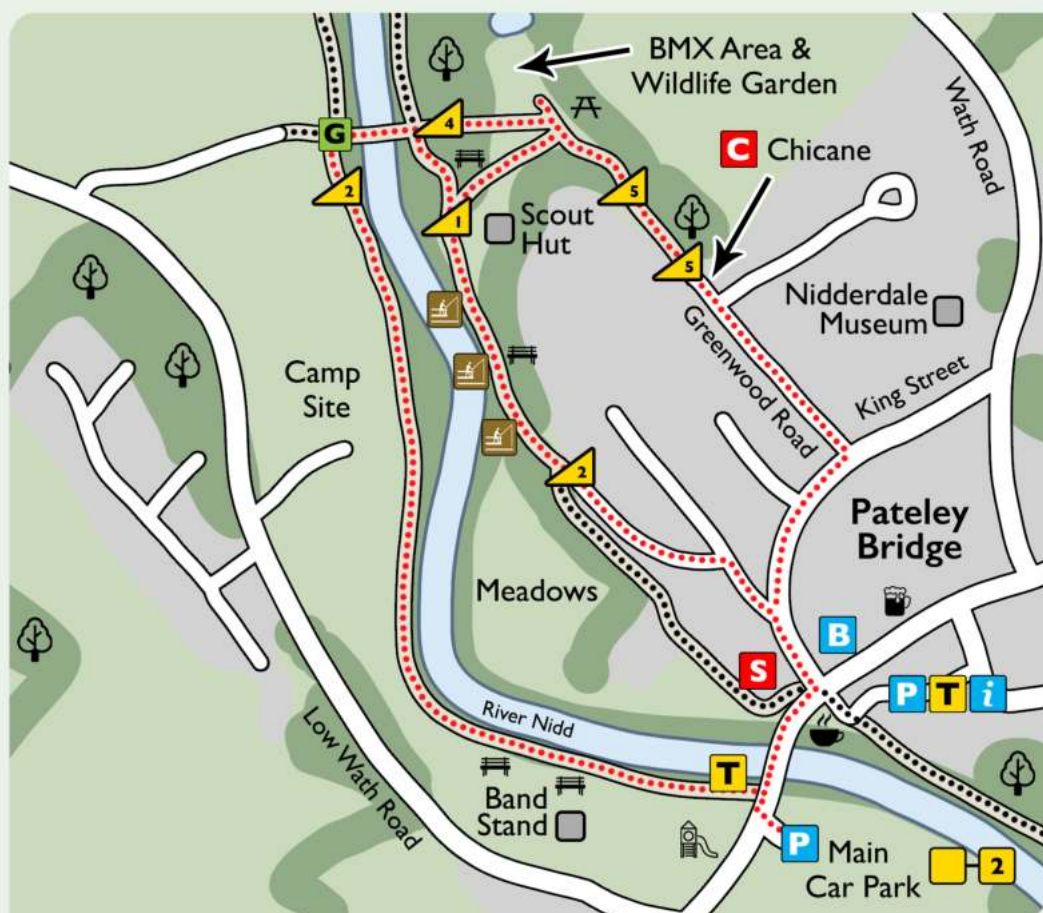 BMX Area &
Wildlife Garden
Wath Road
4
G
C Chicane
2
5
1
Scout
Hut
5
Nidderdale
Museum
Greenwood Road
King Street
Camp
Site
2
Pateley
Bridge
Meadows
B
S
P T i
River Nidd
Low Wath Road
T
Band
Stand
P Main
Car Park
2